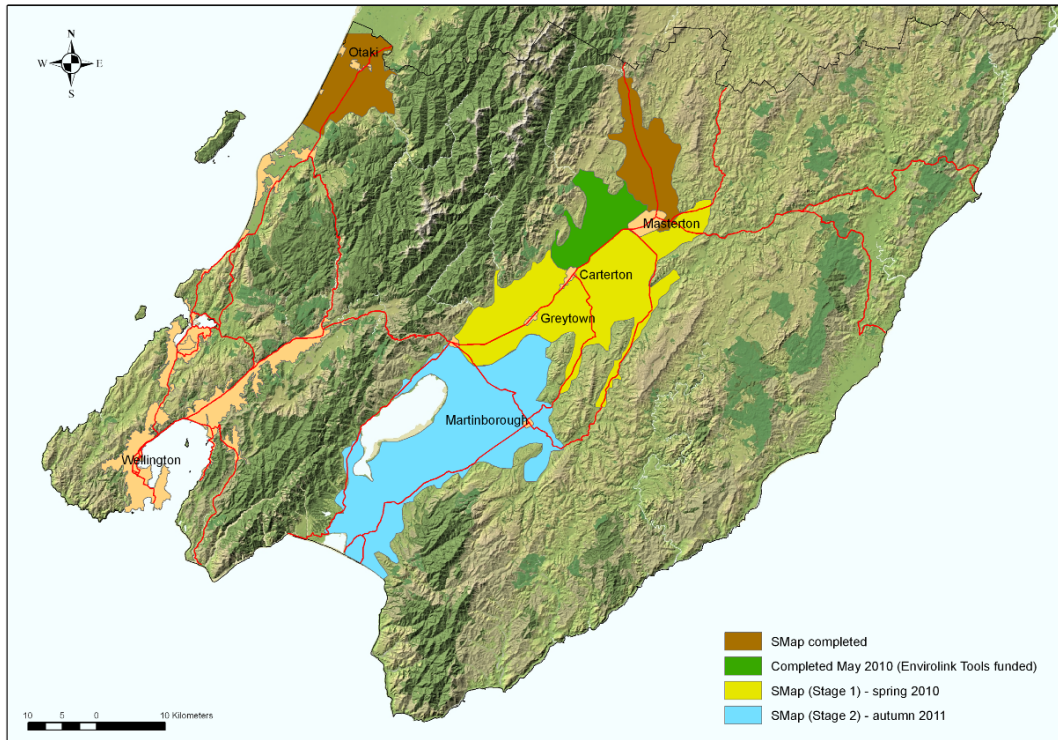 N
W E
S
Otaki
Masterton
Carterton
Greytown
Martinborough
Wellington
SMap completed
Completed May 2010 (Envirolink Tools funded)
SMap (Stage 1) - spring 2010
SMap (Stage 2) - autumn 2011
10 5 0 10 Kilometers